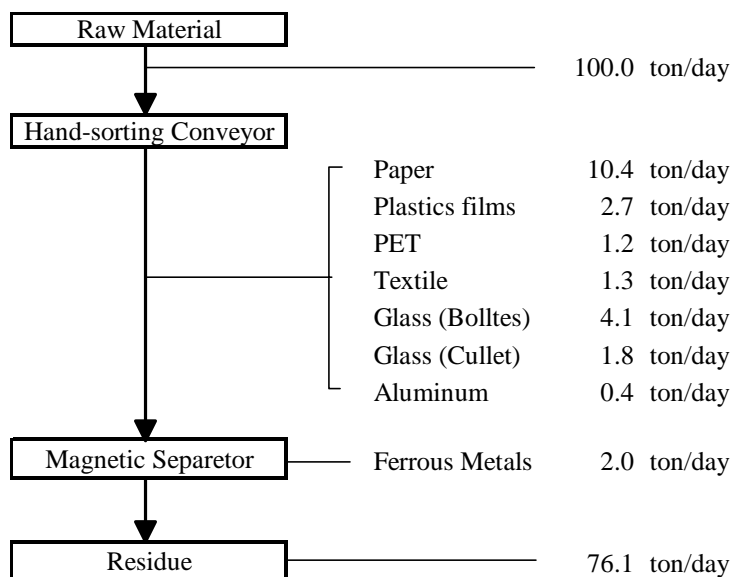 Raw Material
100.0 ton/day
Hand-sorting Conveyor
Paper 10.4 ton/day
Plastics films 2.7 ton/day
PET 1.2 ton/day
Textile 1.3 ton/day
Glass (Bolltes) 4.1 ton/day
Glass (Cullet) 1.8 ton/day
Aluminum 0.4 ton/day
Magnetic Separetor Ferrous Metals 2.0 ton/day
Residue 76.1 ton/day